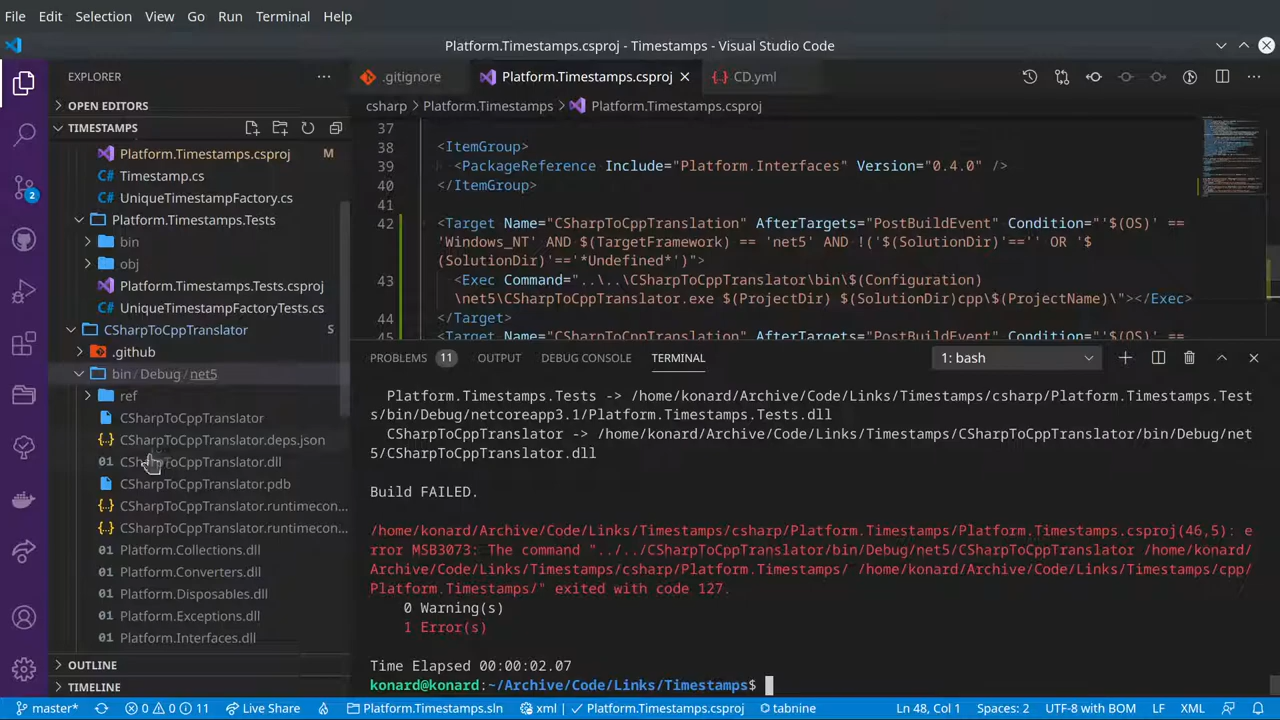 File Edit Selection View Go Run Terminal Help
Platform.Timestamps.csproj - Timestamps - Visual Studio Code
EXPLORER
OPEN EDITORS
TIMESTAMPS
Platform.Timestamps.csproj M
Timestamp.cs
UniqueTimestampFactory.cs
Platform.Timestamps.Tests
bin
obj
Platform.Timestamps.Tests.csproj
UniqueTimestampFactoryTests.cs
CSharpToCppTranslator S
.github
bin / Debug / net5
ref
CSharpToCppTranslator
CSharpToCppTranslator.deps.json
CSharpToCppTranslator.dll
CSharpToCppTranslator.pdb
CSharpToCppTranslator.runtimecon...
CSharpToCppTranslator.runtimecon...
Platform.Collections.dll
Platform.Converters.dll
Platform.Disposables.dll
Platform.Exceptions.dll
Platform.Interfaces.dll
OUTLINE
TIMELINE
2
.gitignore Platform.Timestamps.csproj CD.yml
csharp > Platform.Timestamps > Platform.Timestamps.csproj
37
38 <ItemGroup>
39 <PackageReference Include="Platform.Interfaces" Version="0.4.0" />
40 </ItemGroup>
41
42 <Target Name="CSharpToCppTranslation" AfterTargets="PostBuildEvent" Condition="'$(OS)' ==
'Windows_NT' AND $(TargetFramework) == 'net5' AND !('$(SolutionDir)'=='' OR '$
(SolutionDir)'=='*Undefined*')">
43 <Exec Command="..\..\CSharpToCppTranslator\bin\$(Configuration)
\net5\CSharpToCppTranslator.exe $(ProjectDir) $(SolutionDir)cpp\$(ProjectName)\"></Exec>
44 </Target>
45 <Target Name="CSharpToCppTranslation" AfterTargets="PostBuildEvent" Condition="'$(OS)'
PROBLEMS 11 OUTPUT DEBUG CONSOLE TERMINAL 1: bash
Platform.Timestamps.Tests -> /home/konard/Archive/Code/Links/Timestamps/csharp/Platform.Timestamps.Test
s/bin/Debug/netcoreapp3.1/Platform.Timestamps.Tests.dll
CSharpToCppTranslator -> /home/konard/Archive/Code/Links/Timestamps/CSharpToCppTranslator/bin/Debug/net
5/CSharpToCppTranslator.dll
Build FAILED.
/home/konard/Archive/Code/Links/Timestamps/csharp/Platform.Timestamps/Platform.Timestamps.csproj(46,5): e
rror MSB3073: The command "../../CSharpToCppTranslator/bin/Debug/net5/CSharpToCppTranslator /home/konard/
Archive/Code/Links/Timestamps/csharp/Platform.Timestamps/ /home/konard/Archive/Code/Links/Timestamps/cpp/
Platform.Timestamps/" exited with code 127.
0 Warning(s)
1 Error(s)
Time Elapsed 00:00:02.07
konard@konard:~/Archive/Code/Links/Timestamps$
master* 0 0 11 Live Share Platform.Timestamps.sln xml Platform.Timestamps.csproj tabnine Ln 48, Col 1 Spaces: 2 UTF-8 with BOM LF XML